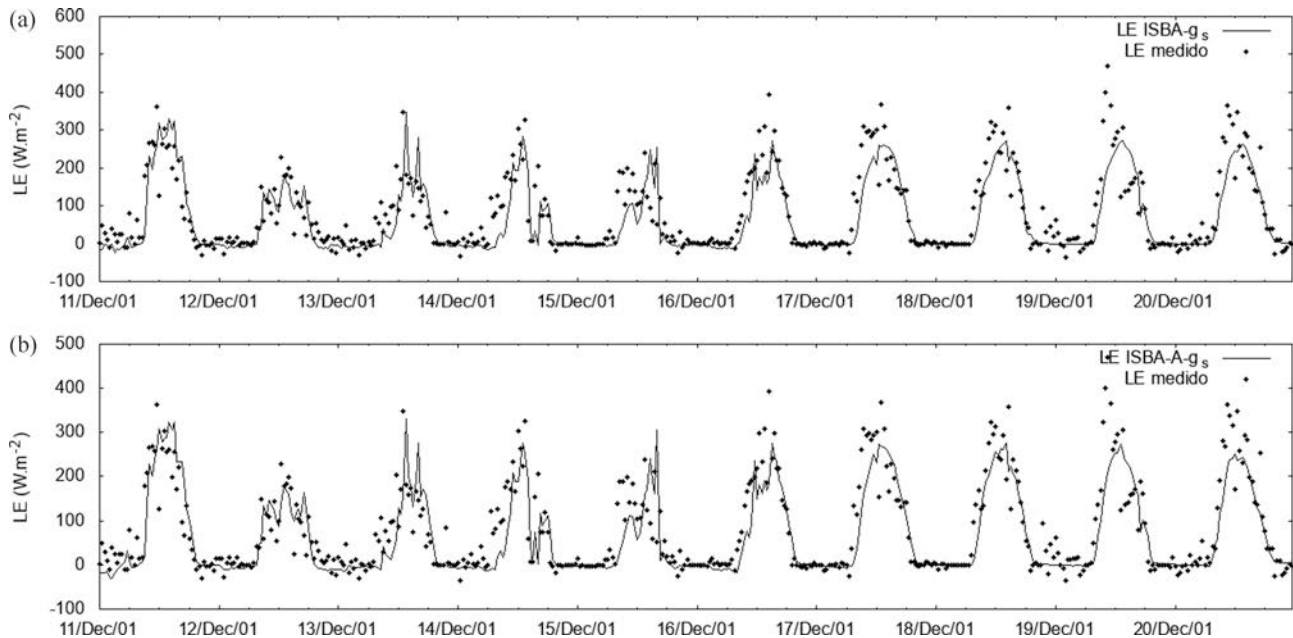 (a)
600
500
400
300
200
100
0
-100
LE (W.m-2)
LE ISBA-gs
LE medido
11/Dec/01 12/Dec/01 13/Dec/01 14/Dec/01 15/Dec/01 16/Dec/01 17/Dec/01 18/Dec/01 19/Dec/01 20/Dec/01
(b)
500
400
300
200
100
0
-100
LE (W.m-2)
LE ISBA-A-gs
LE medido
11/Dec/01 12/Dec/01 13/Dec/01 14/Dec/01 15/Dec/01 16/Dec/01 17/Dec/01 18/Dec/01 19/Dec/01 20/Dec/01